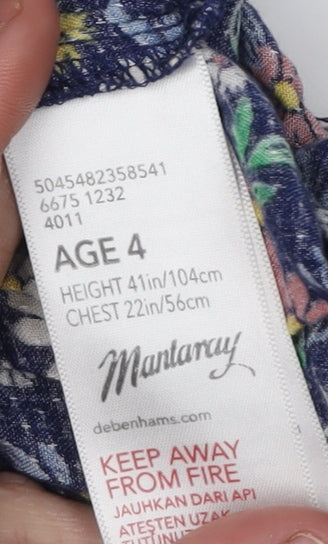 5045482358541
6675 1232
4011
AGE 4
HEIGHT 41in/104cm
CHEST 22in/56cm
Mantaray
debenhams.com
KEEP AWAY
FROM FIRE
JAUHKAN DARI API
ATEŞTEN UZAK